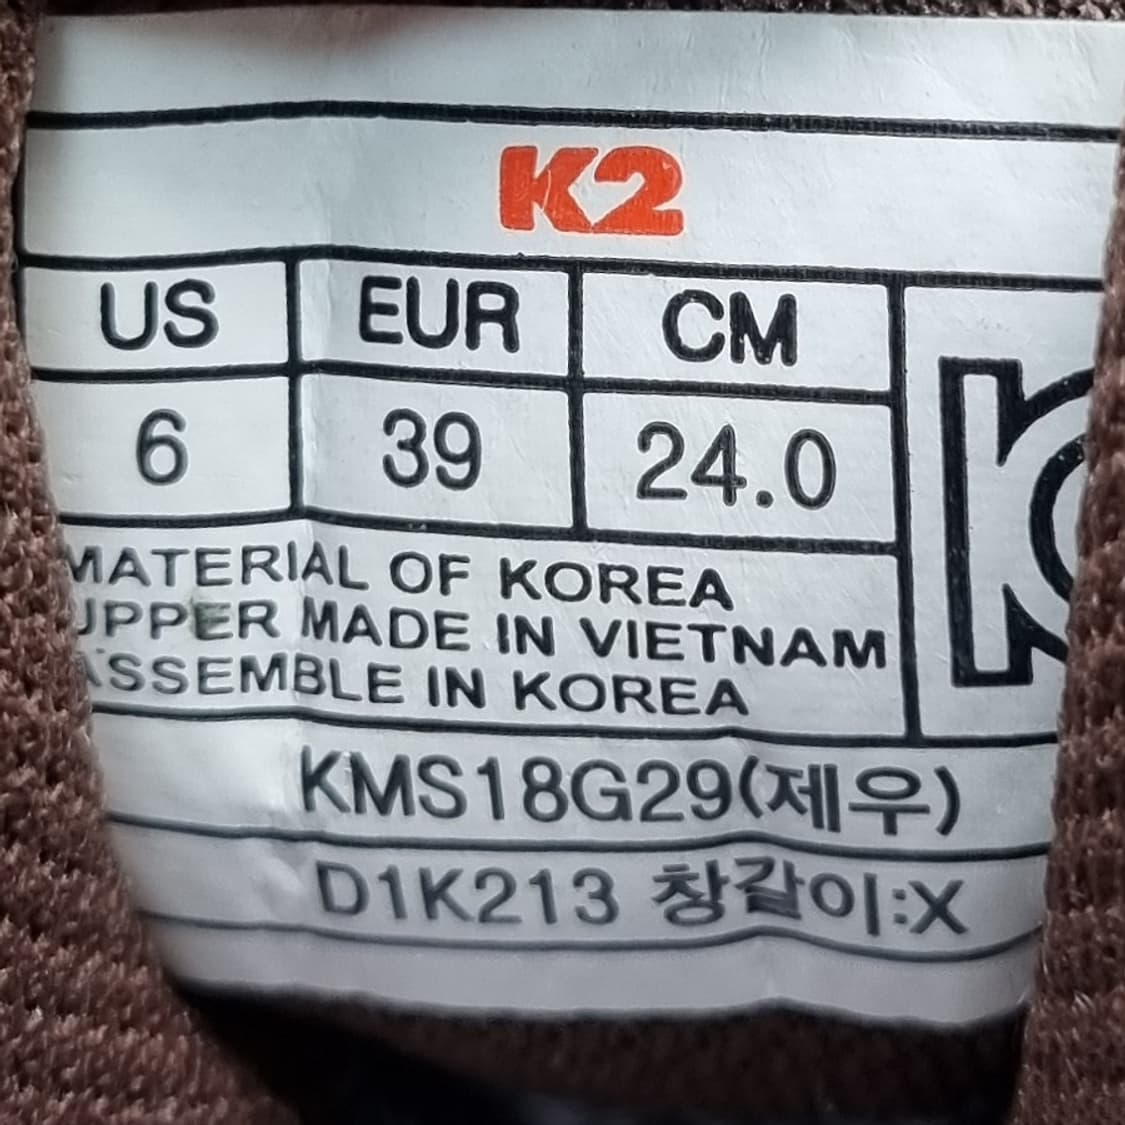 K2
US EUR CM
6 39 24.0
MATERIAL OF KOREA
UPPER MADE IN VIETNAM
ASSEMBLE IN KOREA
KMS18G29(제우)
D1K213 창갈이:X